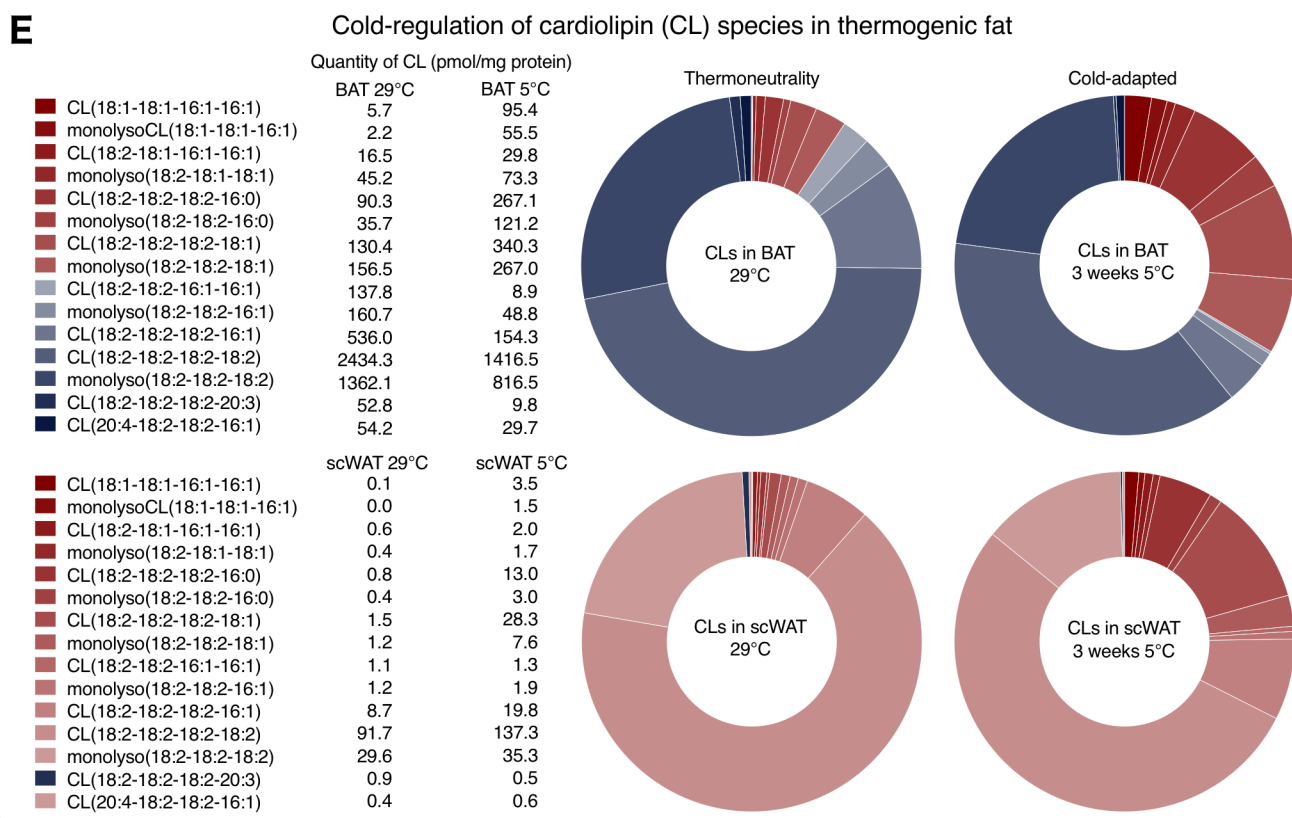 E
Cold-regulation of cardiolipin (CL) species in thermogenic fat
Quantity of CL (pmol/mg protein)
BAT 29°C BAT 5°C
CL(18:1-18:1-16:1-16:1) 5.7 95.4
monolysoCL(18:1-18:1-16:1) 2.2 55.5
CL(18:2-18:1-16:1-16:1) 16.5 29.8
monolyso(18:2-18:1-18:1) 45.2 73.3
CL(18:2-18:2-18:2-16:0) 90.3 267.1
monolyso(18:2-18:2-16:0) 35.7 121.2
CL(18:2-18:2-18:2-18:1) 130.4 340.3
monolyso(18:2-18:2-18:1) 156.5 267.0
CL(18:2-18:2-16:1-16:1) 137.8 8.9
monolyso(18:2-18:2-16:1) 160.7 48.8
CL(18:2-18:2-18:2-16:1) 536.0 154.3
CL(18:2-18:2-18:2-18:2) 2434.3 1416.5
monolyso(18:2-18:2-18:2) 1362.1 816.5
CL(18:2-18:2-18:2-20:3) 52.8 9.8
CL(20:4-18:2-18:2-16:1) 54.2 29.7
Thermoneutrality
CLs in BAT
29°C
Cold-adapted
CLs in BAT
3 weeks 5°C
scWAT 29°C scWAT 5°C
CL(18:1-18:1-16:1-16:1) 0.1 3.5
monolysoCL(18:1-18:1-16:1) 0.0 1.5
CL(18:2-18:1-16:1-16:1) 0.6 2.0
monolyso(18:2-18:1-18:1) 0.4 1.7
CL(18:2-18:2-18:2-16:0) 0.8 13.0
monolyso(18:2-18:2-16:0) 0.4 3.0
CL(18:2-18:2-18:2-18:1) 1.5 28.3
monolyso(18:2-18:2-18:1) 1.2 7.6
CL(18:2-18:2-16:1-16:1) 1.1 1.3
monolyso(18:2-18:2-16:1) 1.2 1.9
CL(18:2-18:2-18:2-16:1) 8.7 19.8
CL(18:2-18:2-18:2-18:2) 91.7 137.3
monolyso(18:2-18:2-18:2) 29.6 35.3
CL(18:2-18:2-18:2-20:3) 0.9 0.5
CL(20:4-18:2-18:2-16:1) 0.4 0.6
CLs in scWAT
29°C
CLs in scWAT
3 weeks 5°C